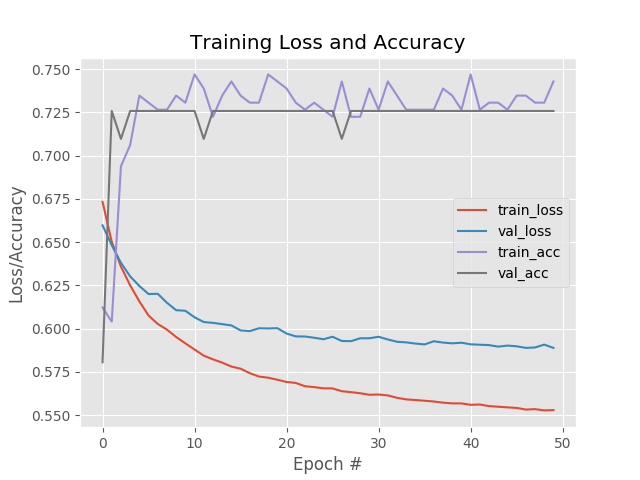 Training Loss and Accuracy
Loss/Accuracy
0.750
0.725
0.700
0.675
0.650
0.625
0.600
0.575
0.550
train_loss
val_loss
train_acc
val_acc
0 10 20 30 40 50
Epoch #